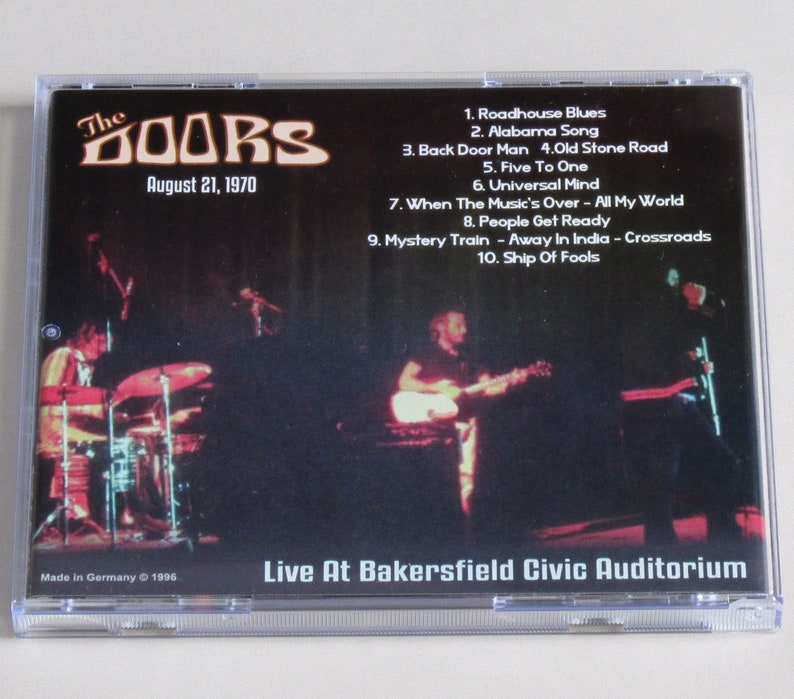 The
DOORS
August 21, 1970
1. Roadhouse Blues
2. Alabama Song
3. Back Door Man 4.Old Stone Road
5. Five To One
6. Universal Mind
7. When The Music's Over - All My World
8. People Get Ready
9. Mystery Train - Away In India - Crossroads
10. Ship Of Fools
Made in Germany © 1996
Live At Bakersfield Civic Auditorium